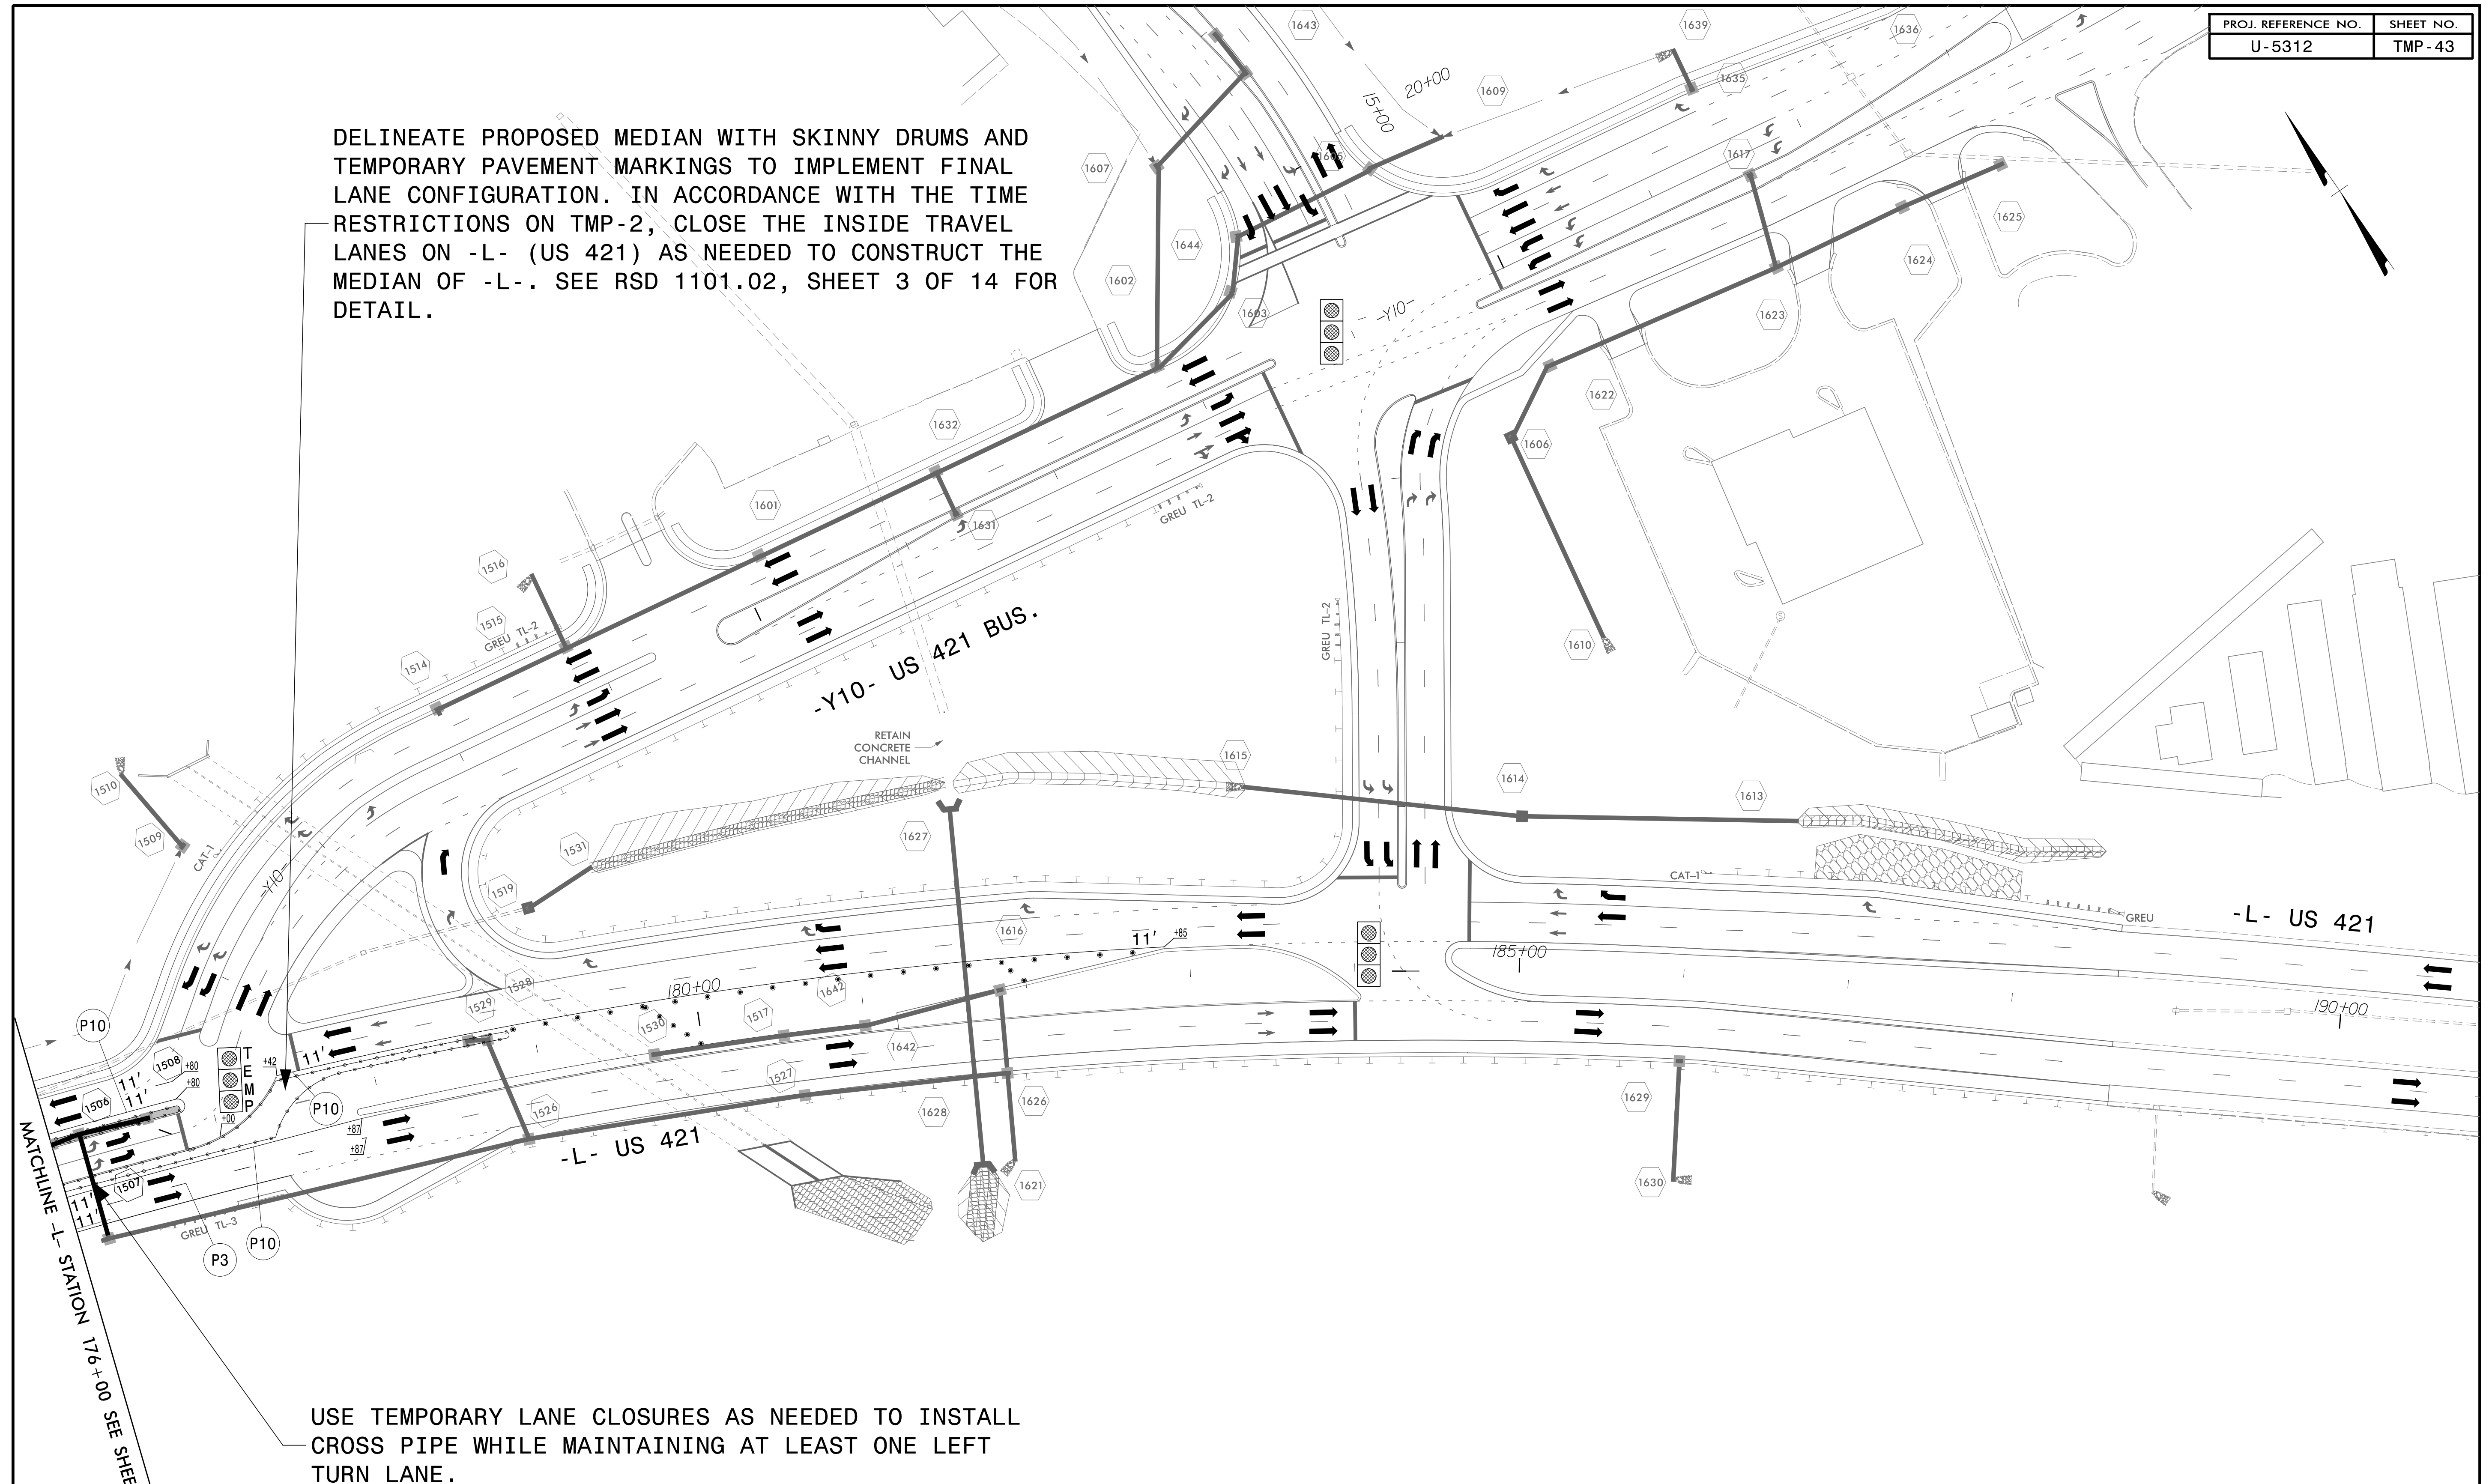 PROJ. REFERENCE NO.
SHEET NO.
U-5312
TMP-43
DELINEATE PROPOSED MEDIAN WITH SKINNY DRUMS AND
TEMPORARY PAVEMENT MARKINGS TO IMPLEMENT FINAL
LANE CONFIGURATION. IN ACCORDANCE WITH THE TIME
RESTRICTIONS ON TMP-2, CLOSE THE INSIDE TRAVEL
LANES ON -L- (US 421) AS NEEDED TO CONSTRUCT THE
MEDIAN OF -L-. SEE RSD 1101.02, SHEET 3 OF 14 FOR
DETAIL.
1643
1639
1636
1635
1609
20+00
15+00
1605
1607
1617
1644
1625
1602
1624
1603
-Y10-
1623
1622
1632
1606
1601
1631
GREU TL-2
1516
1515
GREU TL-2
GREU TL-2
1610
1514
-Y10- US 421 BUS.
RETAIN
CONCRETE
CHANNEL
1615
1614
1613
1510
1509
CAT-1
1627
1531
-Y10-
1519
CAT-1
GREU
-L- US 421
1616
11'
+85
185+00
1528
1529
180+00
1642
190+00
1530
1517
P10
1642
1508
+80
+80
TEMP
+42
11'
11'
11'
1527
1506
P10
+00
1526
1628
1626
1629
+87
+87
-L- US 421
1507
11'
11'
GREU TL-3
P10
P3
1621
1630
MATCHLINE -L- STATION 176+00 SEE SHEE
USE TEMPORARY LANE CLOSURES AS NEEDED TO INSTALL
CROSS PIPE WHILE MAINTAINING AT LEAST ONE LEFT
TURN LANE.